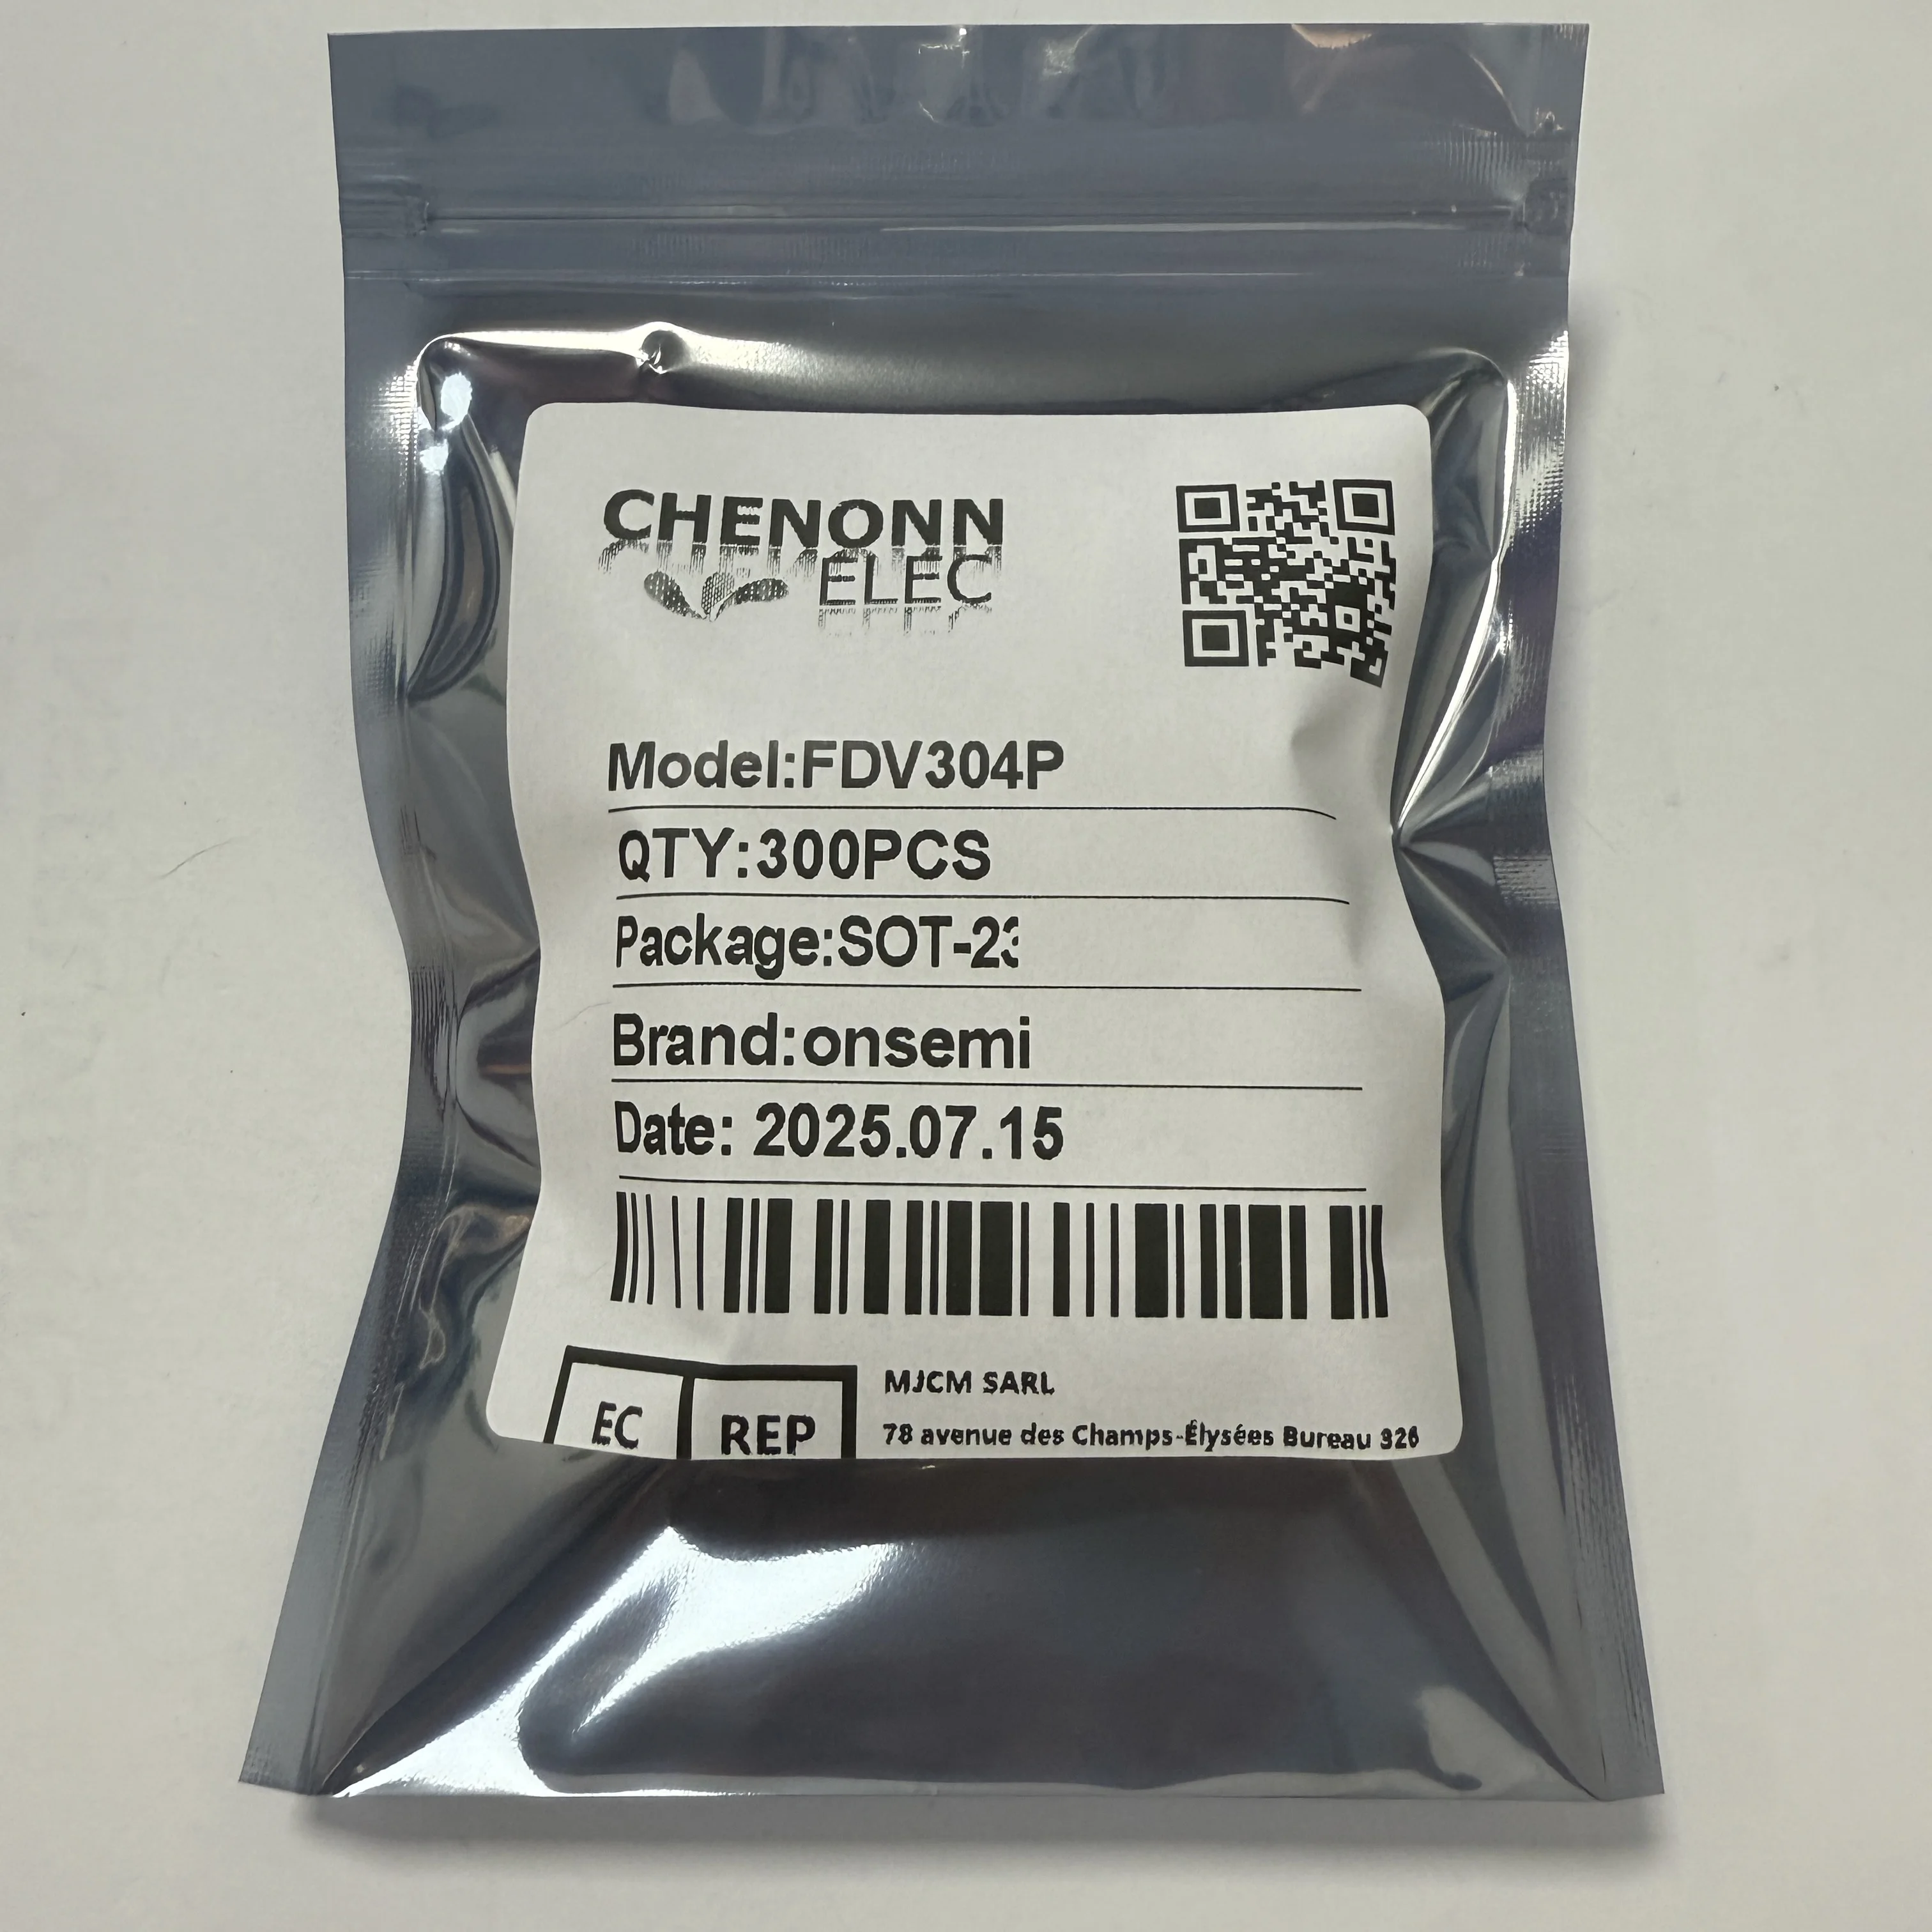 CHENONN
ELEC
Model:FDV304P
QTY:300PCS
Package:SOT-23
Brand:onsemi
Date: 2025.07.15
EC REP
MJCM SARL
78 avenue des Champs-Élysées Bureau 326